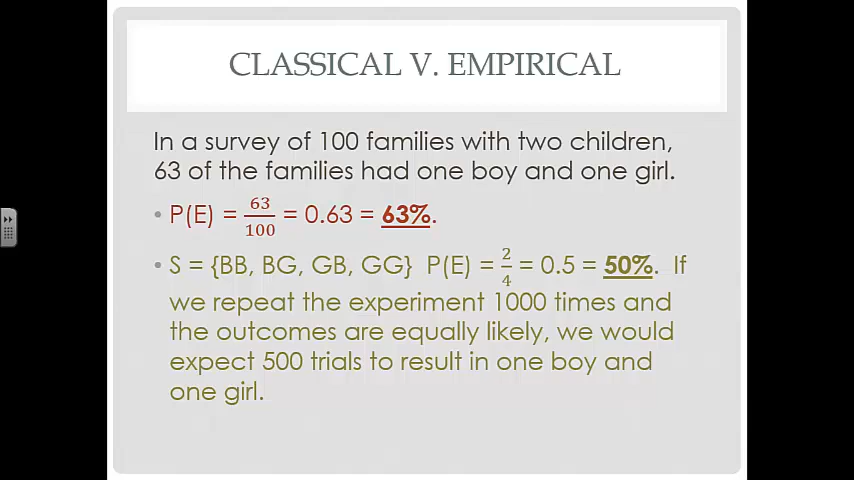 CLASSICAL V. EMPIRICAL
In a survey of 100 families with two children,
63 of the families had one boy and one girl.
• P(E) = 63/100 = 0.63 = 63%.
• S = {BB, BG, GB, GG} P(E) = 2/4 = 0.5 = 50%. If
we repeat the experiment 1000 times and
the outcomes are equally likely, we would
expect 500 trials to result in one boy and
one girl.